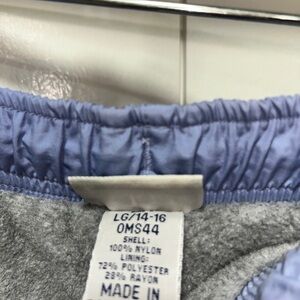 LG/14-16
OMS44
SHELL:
100% NYLON
LINING:
72% POLYESTER
28% RAYON
MADE IN